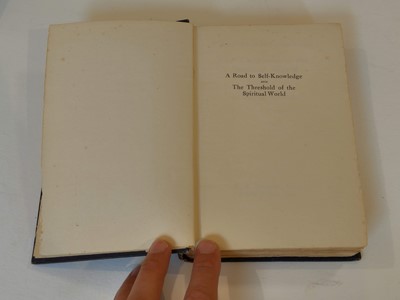 A Road to Self-Knowledge
AND
The Threshold of the
Spiritual World